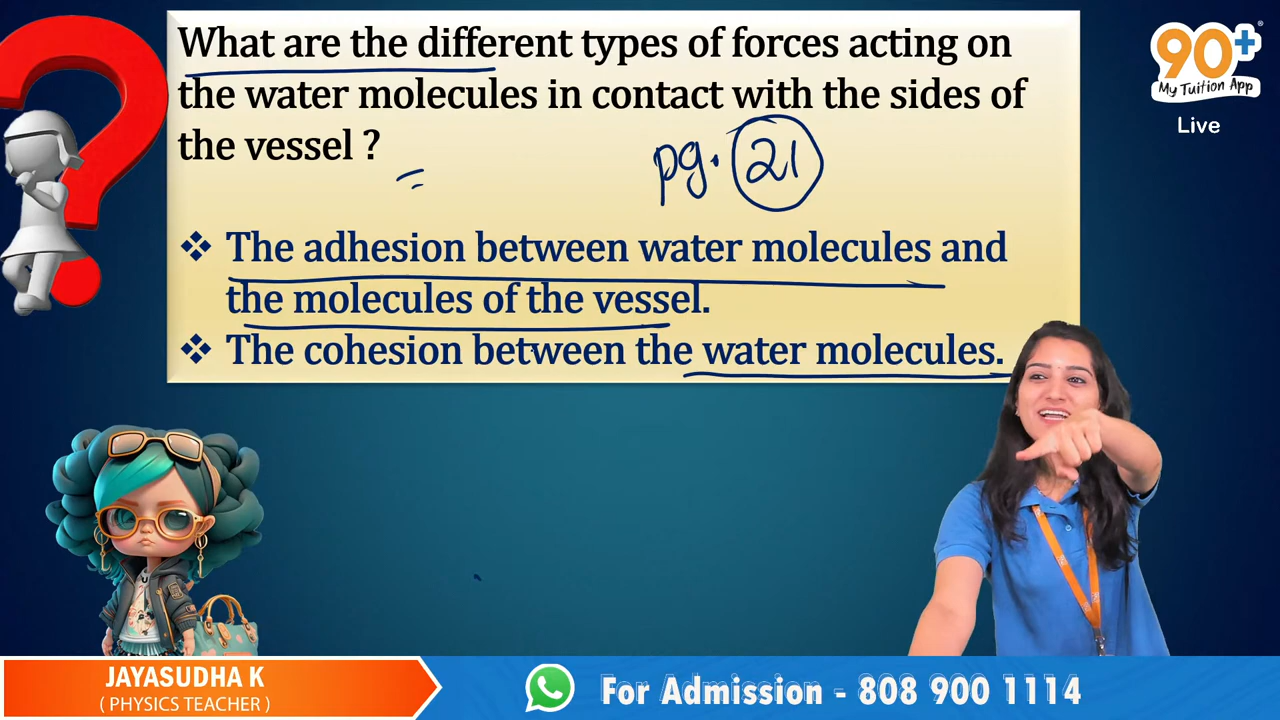 What are the different types of forces acting on
the water molecules in contact with the sides of
the vessel ?
pg. 21
❖ The adhesion between water molecules and
the molecules of the vessel.
❖ The cohesion between the water molecules.
90+
My Tuition App
Live
JAYASUDHA K
( PHYSICS TEACHER )
For Admission - 808 900 1114